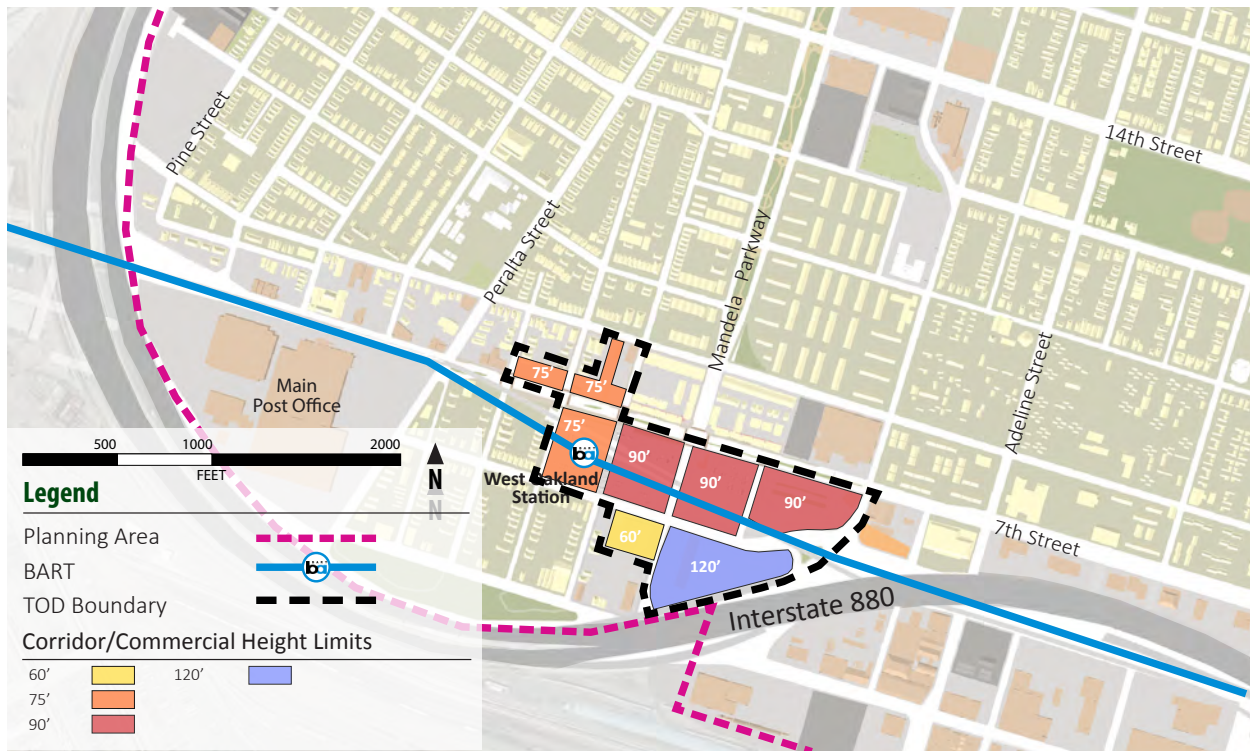 14th Street
Pine Street
Peralta Street
Mandela Parkway
Adeline Street
Main
Post Office
75'
75'
75'
West Oakland
Station
90'
90'
90'
60'
120'
7th Street
Interstate 880
500 1000 2000
FEET
N
N
Legend
Planning Area
BART
ba
TOD Boundary
Corridor/Commercial Height Limits
60' 120'
75'
90'